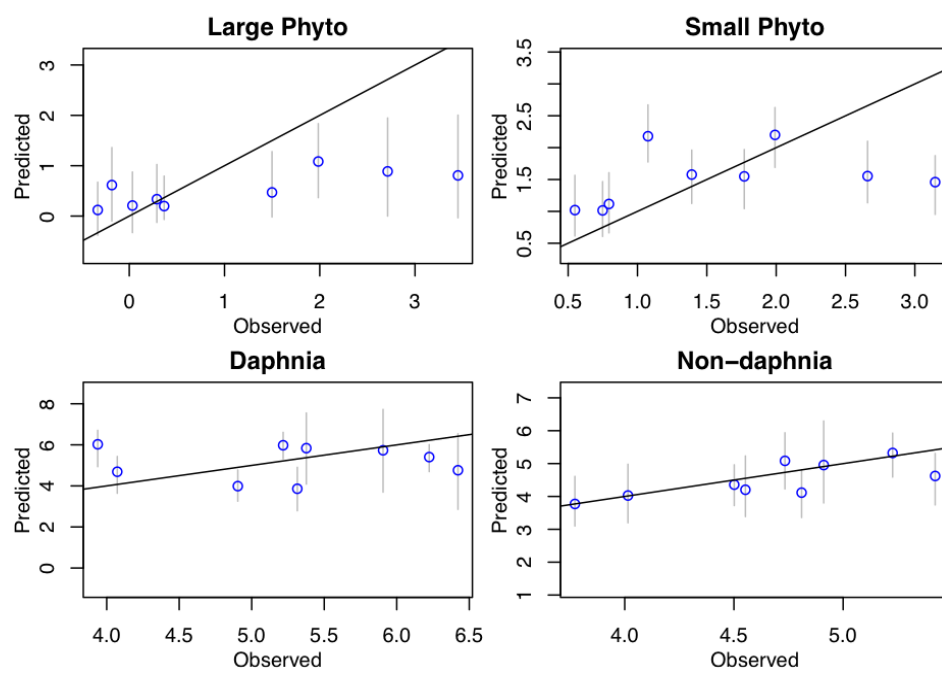 Large Phyto
Predicted
0 1 2 3
0 1 2 3
Observed
Small Phyto
Predicted
0.5 1.5 2.5 3.5
0.5 1.0 1.5 2.0 2.5 3.0
Observed
Daphnia
Predicted
0 2 4 6 8
4.0 4.5 5.0 5.5 6.0 6.5
Observed
Non−daphnia
Predicted
1 2 3 4 5 6 7
4.0 4.5 5.0
Observed